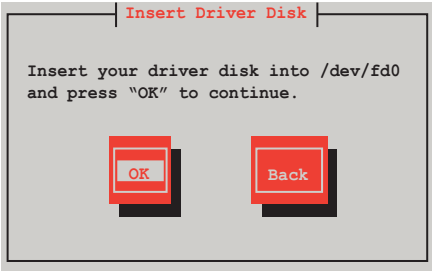 Insert Driver Disk
Insert your driver disk into /dev/fd0
and press “OK” to continue.
OK
Back